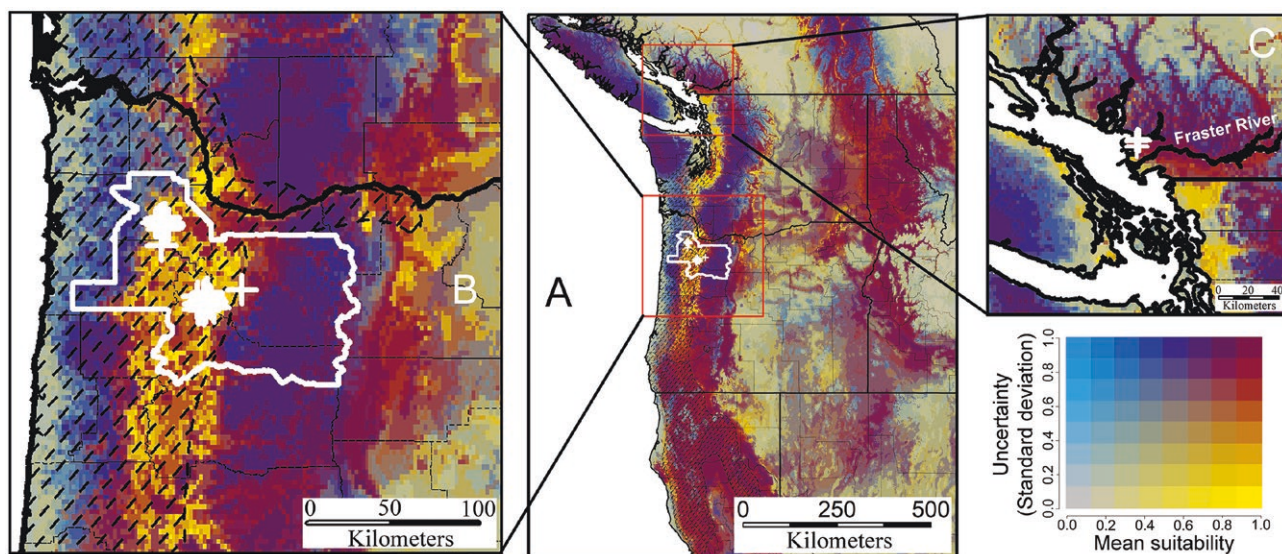 B
0 50 100
Kilometers
A
0 250 500
Kilometers
C
Fraster River
0 20 40
Kilometers
Uncertainty
(Standard deviation)
1.0
0.8
0.6
0.4
0.2
0.0
0.0 0.2 0.4 0.6 0.8 1.0
Mean suitability